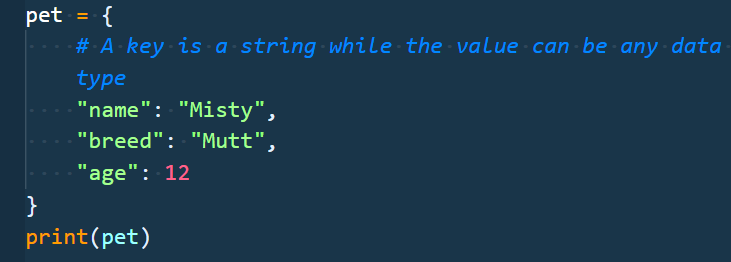 pet = {
    # A key is a string while the value can be any data
    type
    "name": "Misty",
    "breed": "Mutt",
    "age": 12
}
print(pet)